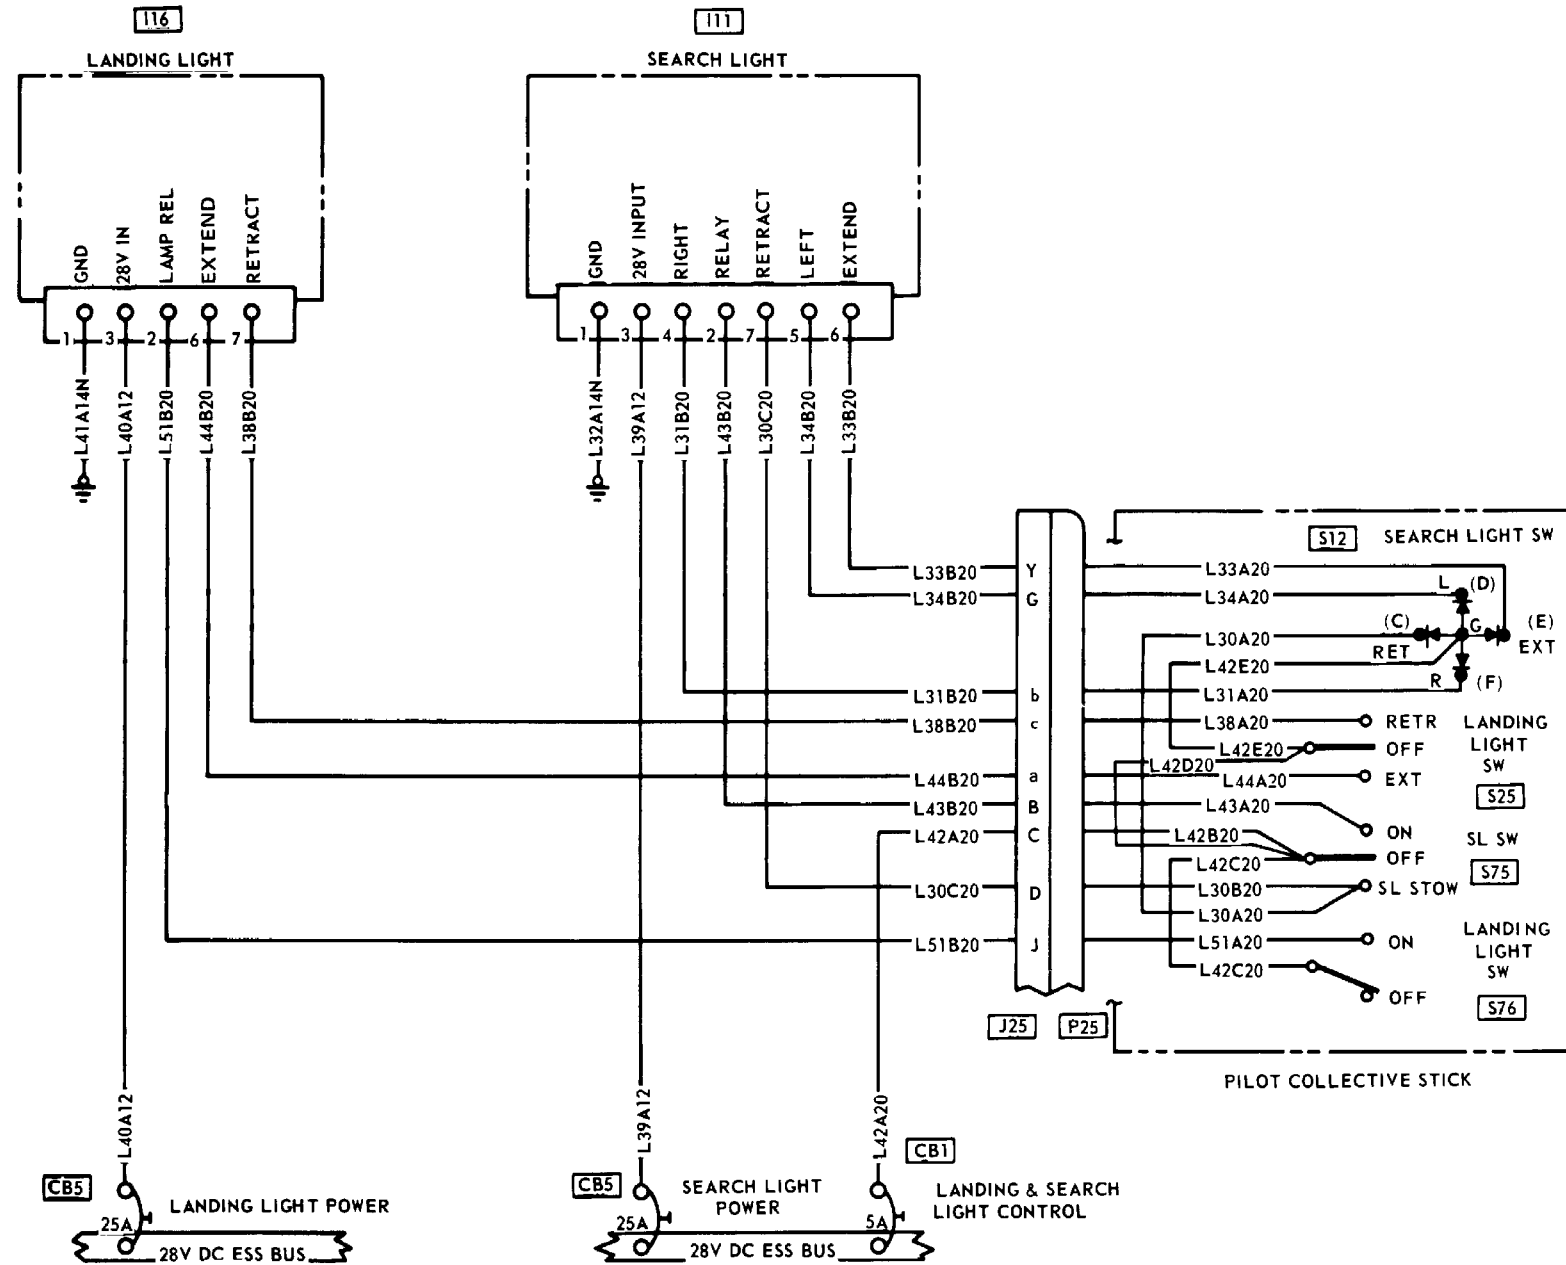 I16
LANDING LIGHT
GND
28V IN
LAMP REL
EXTEND
RETRACT
1 3 2 6 7
L41A14N
L40A12
L51B20
L44B20
L38B20
I11
SEARCH LIGHT
GND
28V INPUT
RIGHT
RELAY
RETRACT
LEFT
EXTEND
1 3 4 2 7 5 6
L32A14N
L39A12
L31B20
L43B20
L30C20
L34B20
L33B20
L33B20 Y L33A20
L34B20 G L34A20
L30A20
L42E20
L31B20 b L31A20
L38B20 c L38A20
L42E20
L42D20
L44B20 a L44A20
L43B20 B L43A20
L42A20 C L42B20
L42C20
L30C20 D L30B20
L30A20
L51B20 J L51A20
L42C20
J25
P25
S12
SEARCH LIGHT SW
L (D)
(C) G (E)
RET EXT
R (F)
RETR
OFF
EXT
LANDING
LIGHT
SW
S25
ON
OFF
SL STOW
SL SW
S75
ON
OFF
LANDING
LIGHT
SW
S76
PILOT COLLECTIVE STICK
L40A12
CB5
25A
LANDING LIGHT POWER
28V DC ESS BUS
L39A12
CB5
25A
SEARCH LIGHT
POWER
L42A20
CB1
5A
LANDING & SEARCH
LIGHT CONTROL
28V DC ESS BUS